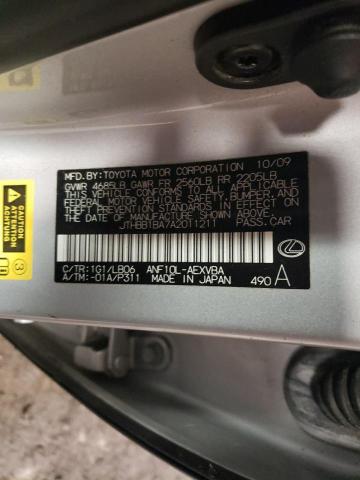 MFD.BY:TOYOTA MOTOR CORPORATION 10/09
GVWR 4685LB GAWR FR 2560LB RR 2205LB
THIS VEHICLE CONFORMS TO ALL APPLICABLE
FEDERAL MOTOR VEHICLE SAFETY, BUMPER, AND
THEFT PREVENTION STANDARDS IN EFFECT ON
THE DATE OF MANUFACTURE SHOWN ABOVE.
JTHBB1BA7A2011211 PASS.CAR
C/TR:1G1/LB06 ANF10L-AEXVBA
A/TM:-01A/P311 MADE IN JAPAN 490 A
ACHTUNG